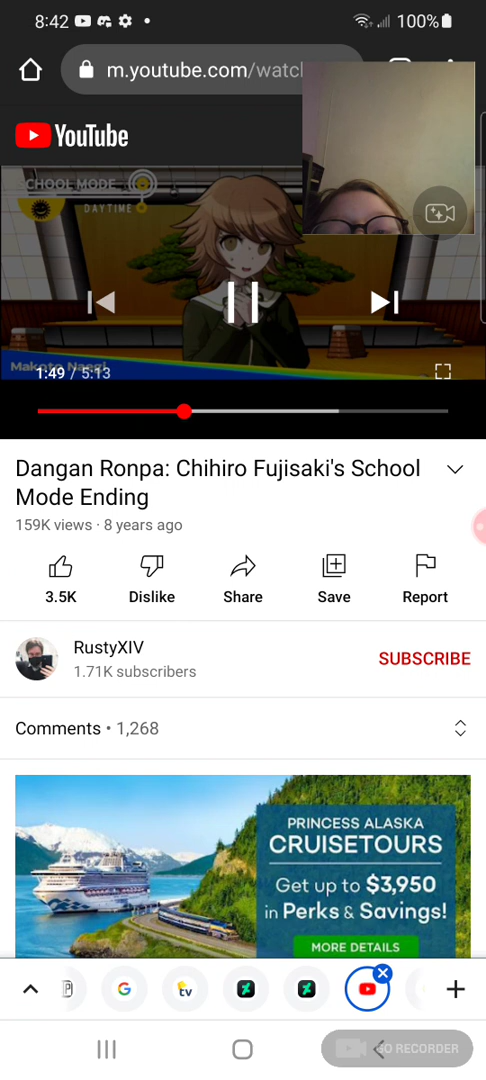 8:42
100%
m.youtube.com/watc
YouTube
CHOOL MODE
DAYTIME
Makoto Naegi
1:49 / 5:13
Dangan Ronpa: Chihiro Fujisaki's School
Mode Ending
159K views · 8 years ago
3.5K
Dislike
Share
Save
Report
RustyXIV
1.71K subscribers
SUBSCRIBE
Comments • 1,268
PRINCESS ALASKA
CRUISETOURS
Get up to $3,950
in Perks & Savings!
MORE DETAILS
P
G
tv
GO RECORDER